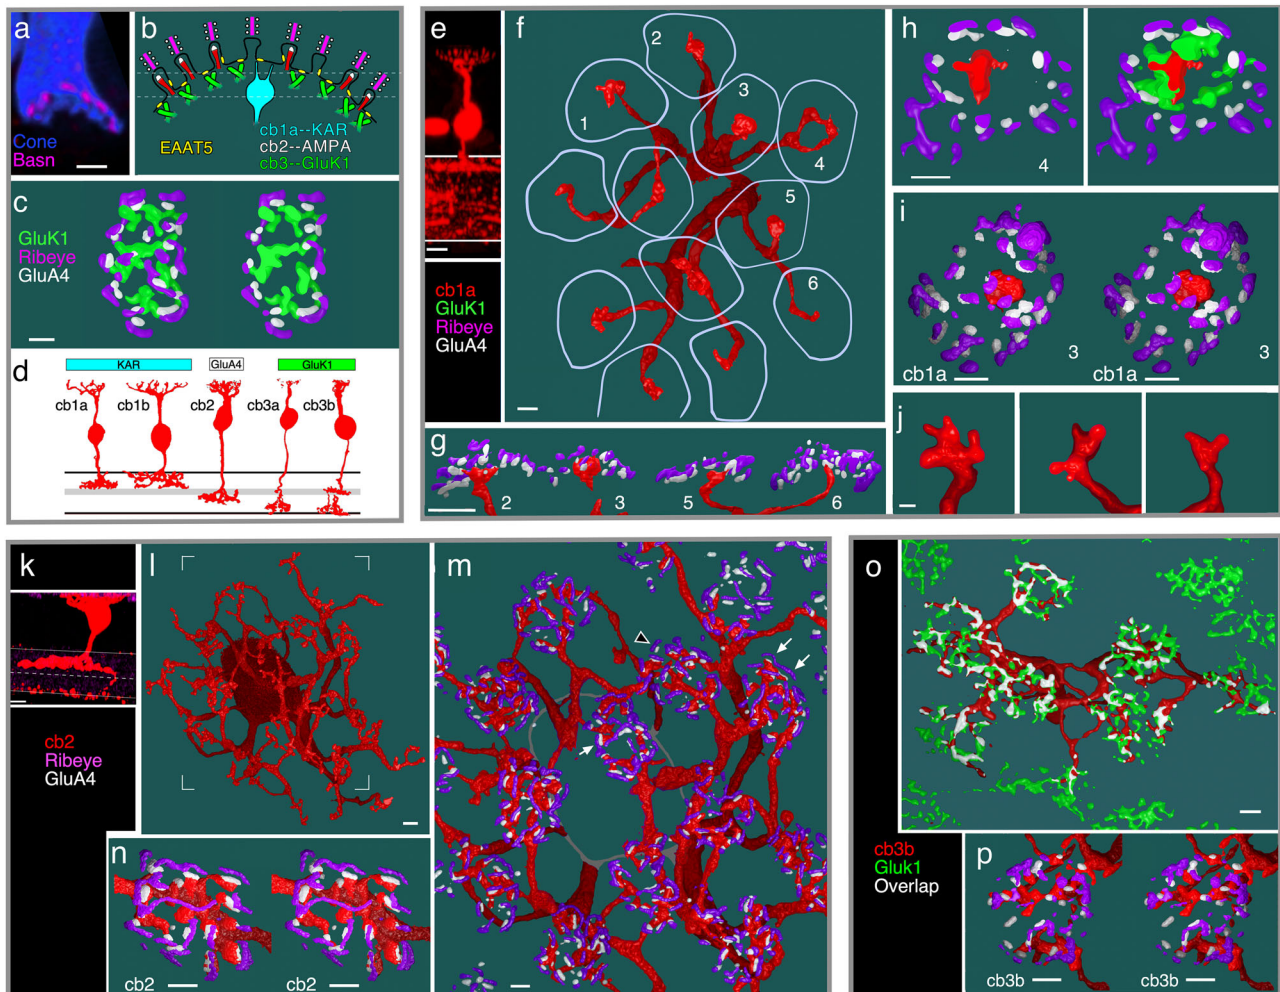 a
Cone
Basn
b
EAAT5
cb1a--KAR
cb2--AMPA
cb3--GluK1
c
GluK1
Ribeye
GluA4
d
KAR
GluA4
GluK1
cb1a
cb1b
cb2
cb3a
cb3b
e
cb1a
GluK1
Ribeye
GluA4
f
1
2
3
4
5
6
g
2
3
5
6
h
4
i
3
3
cb1a
cb1a
j
k
cb2
Ribeye
GluA4
l
m
n
cb2
cb2
o
cb3b
Gluk1
Overlap
p
cb3b
cb3b